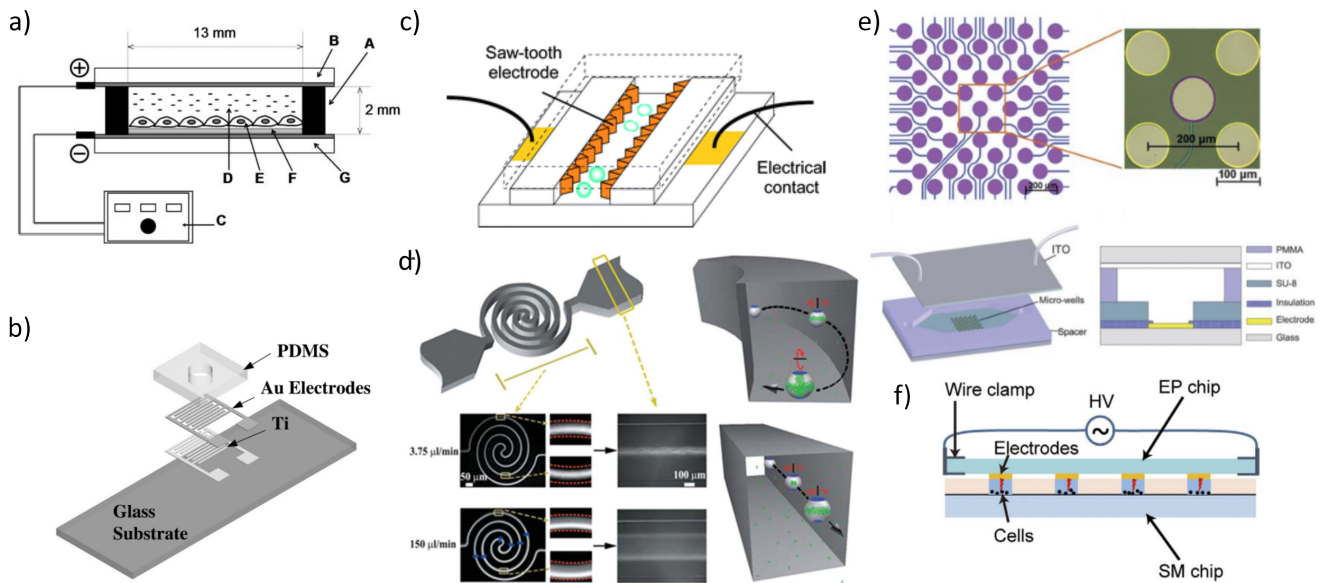 a)
13 mm
B
A
2 mm
D
E
F
G
C
b)
PDMS
Au Electrodes
Ti
Glass
Substrate
c)
Saw-tooth
electrode
Electrical
contact
d)
3.75 µl/min
50 µm
100 µm
150 µl/min
e)
200 µm
200 µm
100 µm
ITO
Micro-wells
Spacer
PMMA
ITO
SU-8
Insulation
Electrode
Glass
f)
Wire clamp
HV
EP chip
Electrodes
Cells
SM chip